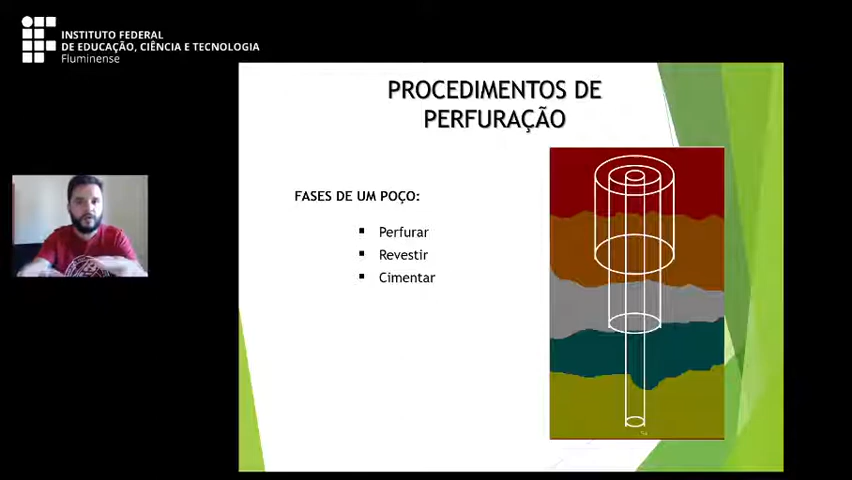 INSTITUTO FEDERAL
DE EDUCAÇÃO, CIÊNCIA E TECNOLOGIA
Fluminense
PROCEDIMENTOS DE
PERFURAÇÃO
FASES DE UM POÇO:
Perfurar
Revestir
Cimentar